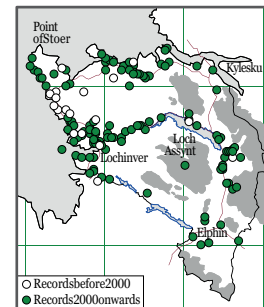 Point
ofStoer
Kylesku
Loch
Assynt
Lochinver
Elphin
Recordsbefore2000
Records2000onwards